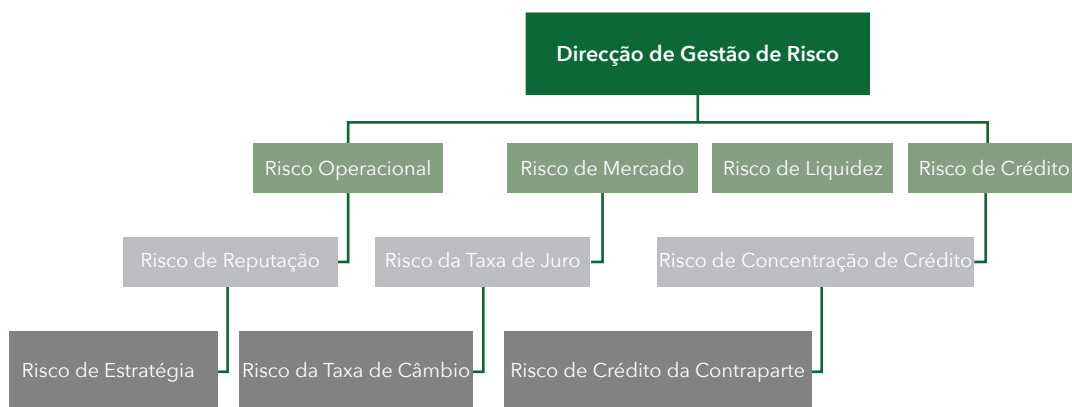 Direcção de Gestão de Risco
Risco Operacional
Risco de Mercado
Risco de Liquidez
Risco de Crédito
Risco de Reputação
Risco da Taxa de Juro
Risco de Concentração de Crédito
Risco de Estratégia
Risco da Taxa de Câmbio
Risco de Crédito da Contraparte